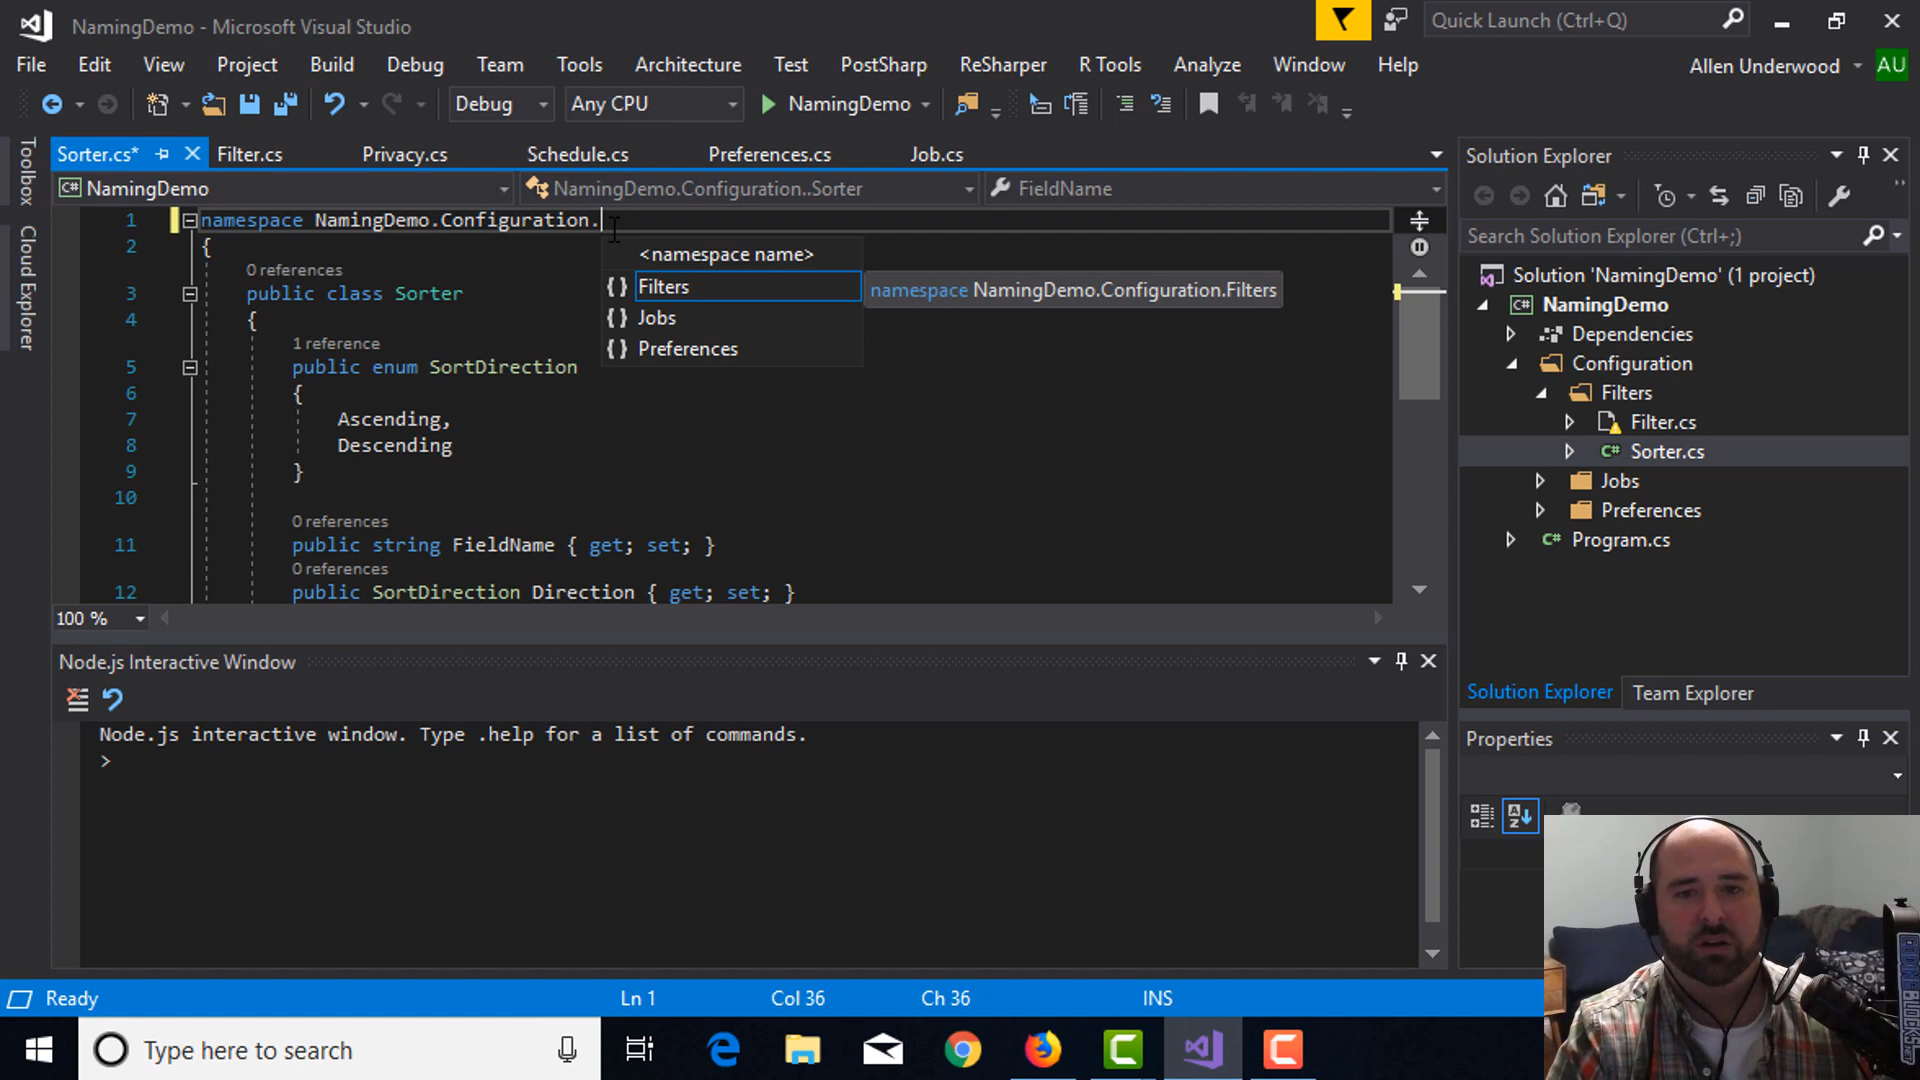 NamingDemo - Microsoft Visual Studio
Quick Launch (Ctrl+Q)
File Edit View Project Build Debug Team Tools Architecture Test PostSharp ReSharper R Tools Analyze Window Help
Allen Underwood AU
Debug Any CPU NamingDemo
Toolbox
Cloud Explorer
Sorter.cs* Filter.cs Privacy.cs Schedule.cs Preferences.cs Job.cs
C# NamingDemo NamingDemo.Configuration..Sorter FieldName
1 namespace NamingDemo.Configuration.
2 {
0 references
3 public class Sorter
4 {
1 reference
5 public enum SortDirection
6 {
7 Ascending,
8 Descending
9 }
10
0 references
11 public string FieldName { get; set; }
0 references
12 public SortDirection Direction { get; set; }
<namespace name>
{} Filters
{} Jobs
{} Preferences
namespace NamingDemo.Configuration.Filters
100 %
Node.js Interactive Window
Node.js interactive window. Type .help for a list of commands.
>
Solution Explorer
Search Solution Explorer (Ctrl+;)
Solution 'NamingDemo' (1 project)
C# NamingDemo
Dependencies
Configuration
Filters
Filter.cs
C# Sorter.cs
Jobs
Preferences
C# Program.cs
Solution Explorer Team Explorer
Properties
A
Z
CODING
BLOCKS
.NET
Ready Ln 1 Col 36 Ch 36 INS
Type here to search